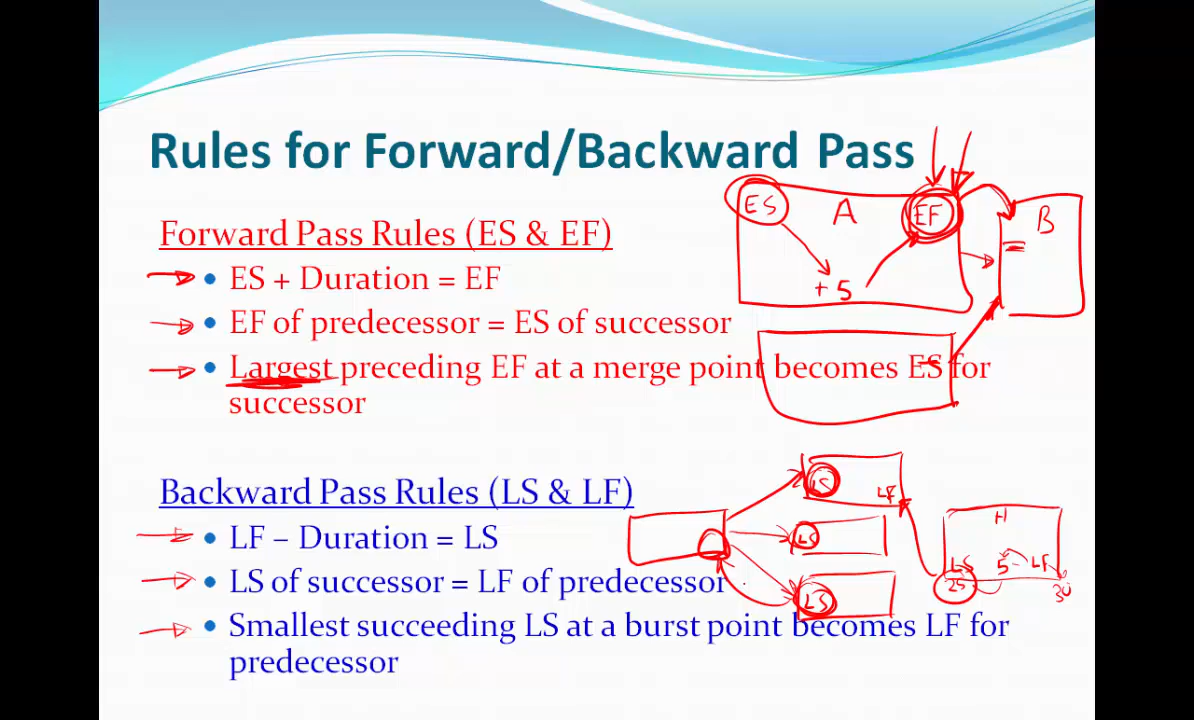 Rules for Forward/Backward Pass
ES A EF B
+ 5
Forward Pass Rules (ES & EF)
• ES + Duration = EF
• EF of predecessor = ES of successor
• Largest preceding EF at a merge point becomes ES for
successor
Backward Pass Rules (LS & LF)
• LF – Duration = LS
• LS of successor = LF of predecessor
• Smallest succeeding LS at a burst point becomes LF for
predecessor
LS LF
LS
LS
H
LS 5 LF
25 30